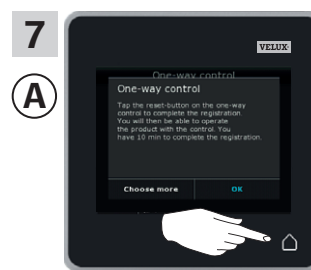 7
VELUX
A
One-way control
One-way control
Tap the reset-button on the one-way
control to complete the registration.
You will then be able to operate
the product with the control. You
have 10 min to complete the registration.
Choose more
OK